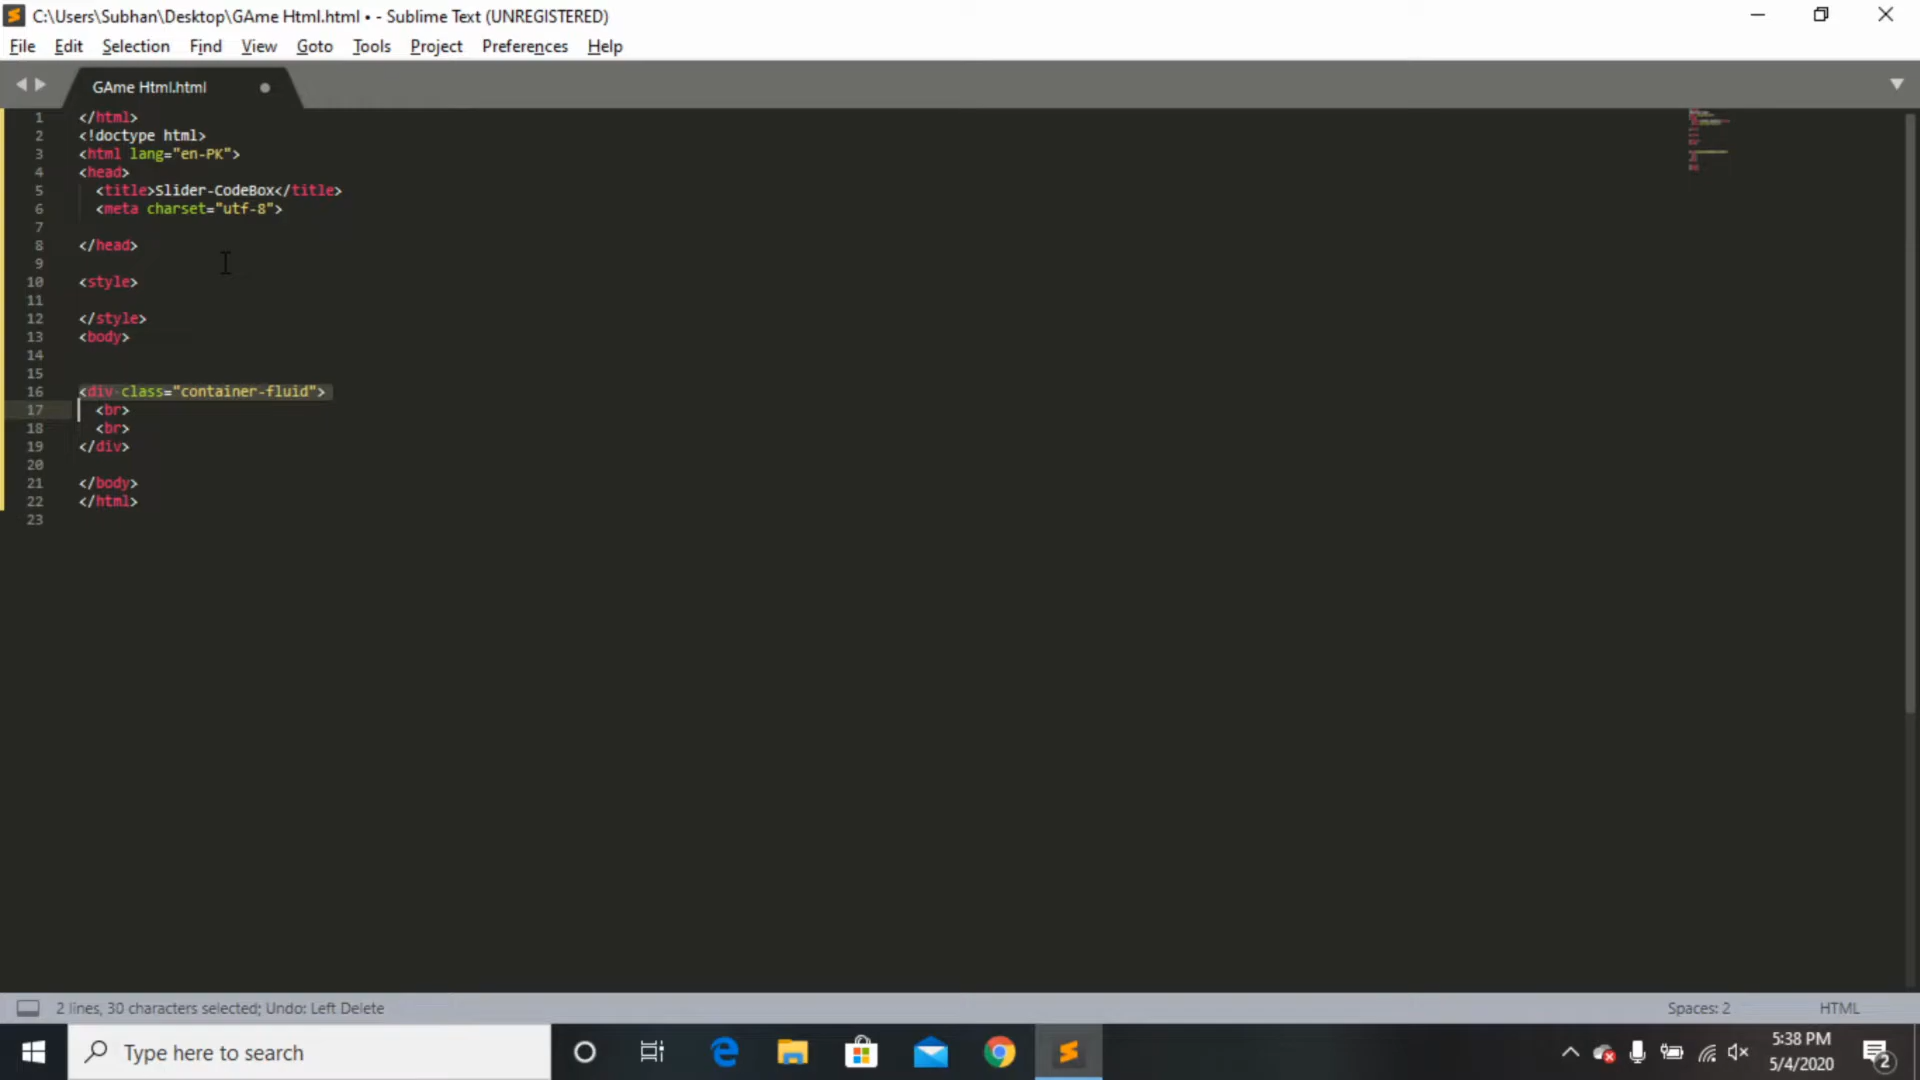 C:\Users\Subhan\Desktop\GAme Html.html • - Sublime Text (UNREGISTERED)
File Edit Selection Find View Goto Tools Project Preferences Help
GAme Html.html
1 </html>
2 <!doctype html>
3 <html lang="en-PK">
4 <head>
5 <title>Slider-CodeBox</title>
6 <meta charset="utf-8">
7
8 </head>
9
10 <style>
11
12 </style>
13 <body>
14
15
16 <div class="container-fluid">
17 <br>
18 <br>
19 </div>
20
21 </body>
22 </html>
23
2 lines, 30 characters selected; Undo: Left Delete Spaces: 2 HTML
Type here to search
5:38 PM
5/4/2020
2